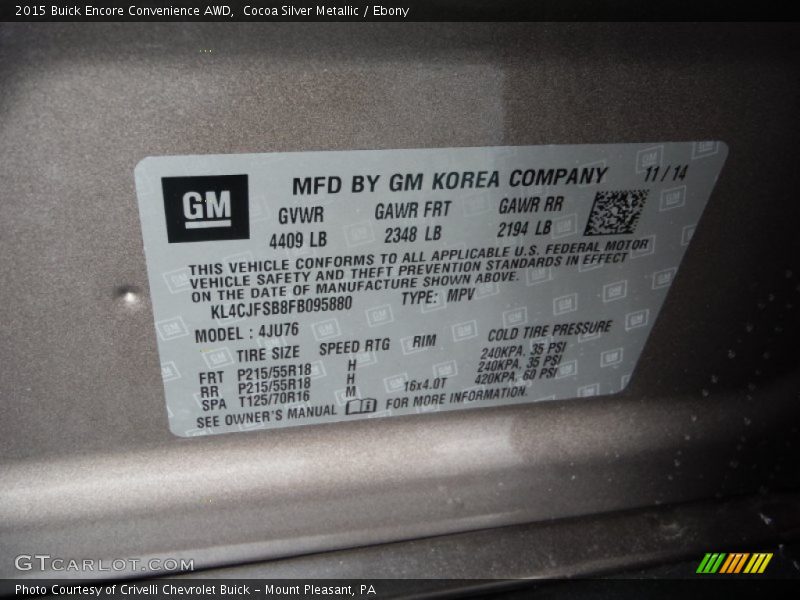 2015 Buick Encore Convenience AWD,  Cocoa Silver Metallic / Ebony
GM
MFD BY GM KOREA COMPANY 11/14
GVWR GAWR FRT GAWR RR
4409 LB 2348 LB 2194 LB
THIS VEHICLE CONFORMS TO ALL APPLICABLE U.S. FEDERAL MOTOR
VEHICLE SAFETY AND THEFT PREVENTION STANDARDS IN EFFECT
ON THE DATE OF MANUFACTURE SHOWN ABOVE.
KL4CJFSB8FB095880 TYPE: MPV
MODEL : 4JU76
TIRE SIZE SPEED RTG RIM COLD TIRE PRESSURE
FRT P215/55R18 H 240KPA, 35 PSI
RR P215/55R18 H 240KPA, 35 PSI
SPA T125/70R16 M 16x4.0T 420KPA, 60 PSI
SEE OWNER'S MANUAL FOR MORE INFORMATION.
GTCARLOT.COM
Photo Courtesy of Crivelli Chevrolet Buick - Mount Pleasant, PA